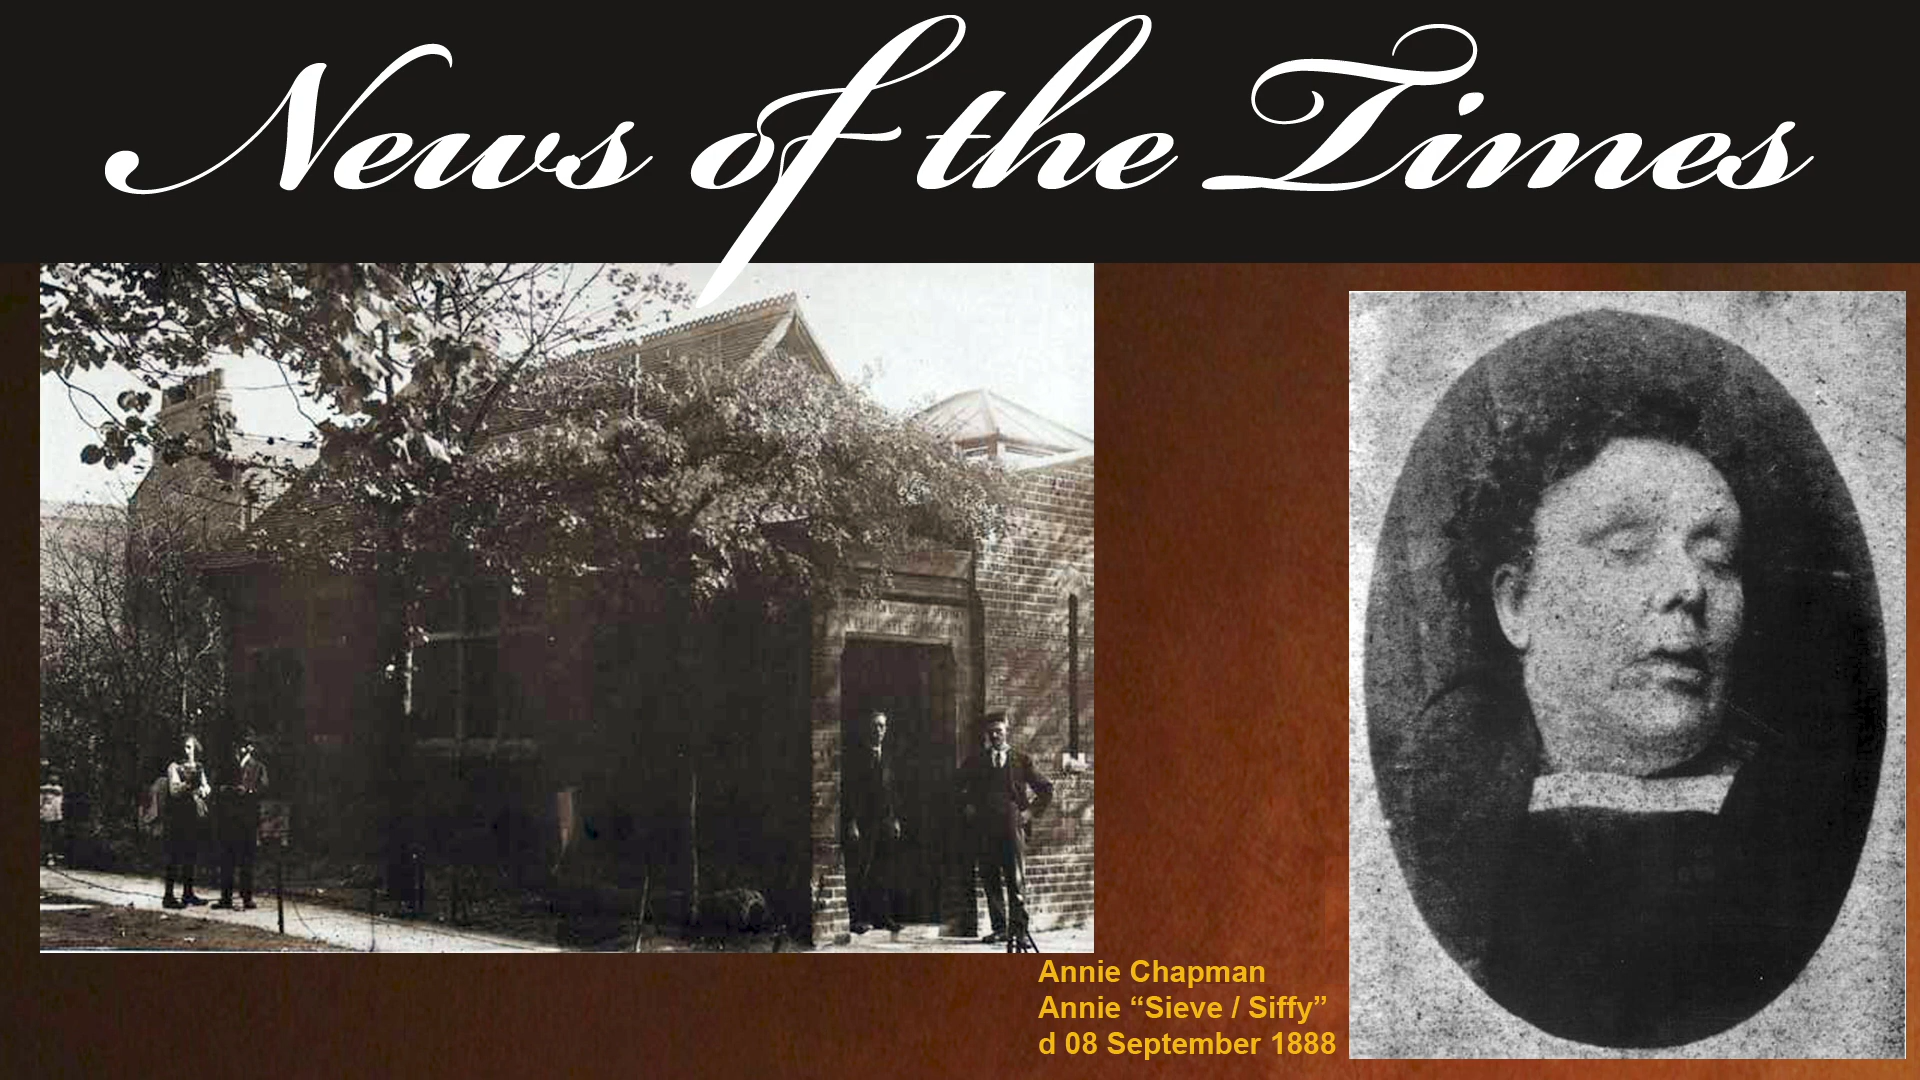 News of the Times
Annie Chapman
Annie “Sieve / Siffy”
d 08 September 1888